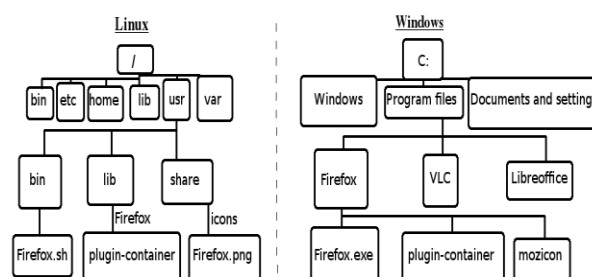 Linux
/
bin
etc
home
lib
usr
var
bin
lib
share
Firefox
icons
Firefox.sh
plugin-container
Firefox.png
Windows
C:
Windows
Program files
Documents and setting
Firefox
VLC
Libreoffice
Firefox.exe
plugin-container
mozicon